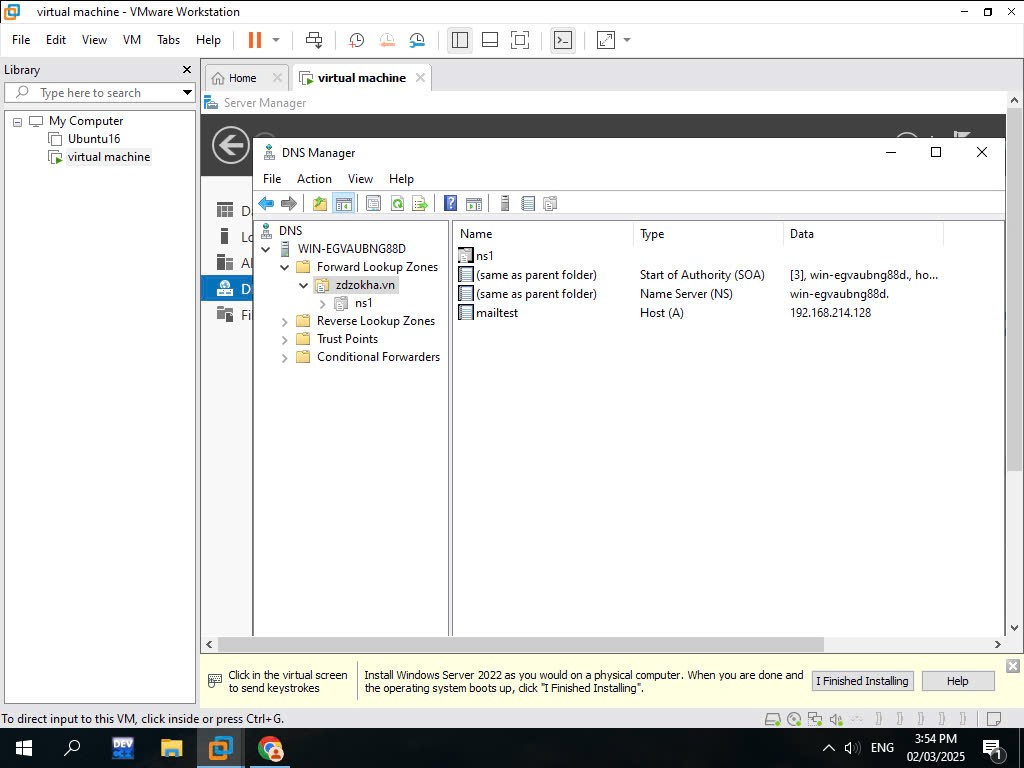 virtual machine - VMware Workstation
File Edit View VM Tabs Help
Library
Type here to search
My Computer
Ubuntu16
virtual machine
Home
virtual machine
Server Manager
DNS Manager
File Action View Help
DNS
WIN-EGVAUBNG88D
Forward Lookup Zones
zdzokha.vn
ns1
Reverse Lookup Zones
Trust Points
Conditional Forwarders
Name Type Data
ns1
(same as parent folder) Start of Authority (SOA) [3], win-egvaubng88d., ho...
(same as parent folder) Name Server (NS) win-egvaubng88d.
mailtest Host (A) 192.168.214.128
Click in the virtual screen
to send keystrokes
Install Windows Server 2022 as you would on a physical computer. When you are done and
the operating system boots up, click "I Finished Installing".
I Finished Installing
Help
To direct input to this VM, click inside or press Ctrl+G.
DEV
ENG
3:54 PM
02/03/2025
1